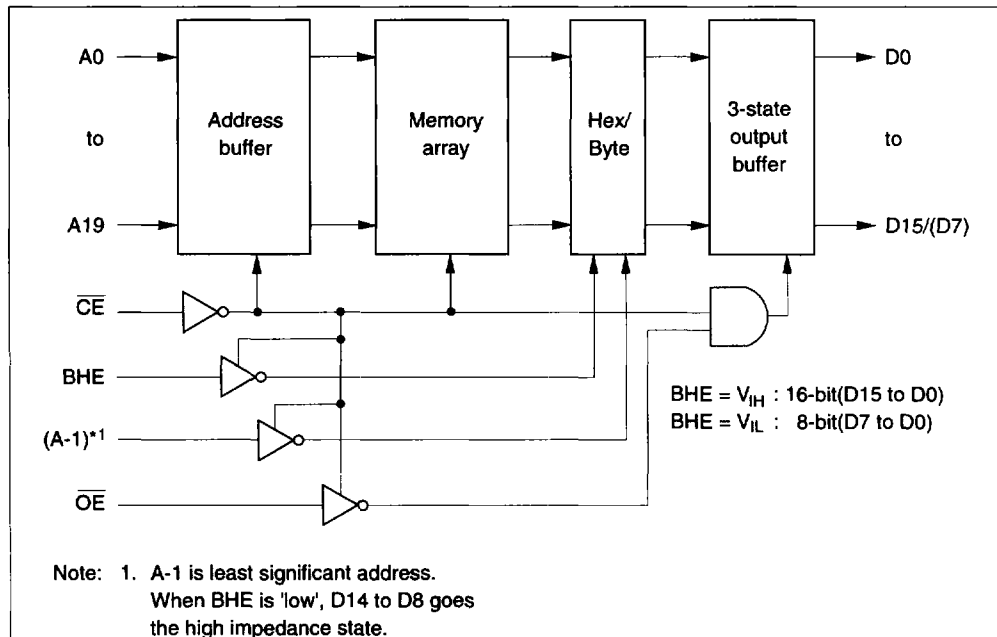 A0
to
A19
Address
buffer
Memory
array
Hex/
Byte
3-state
output
buffer
D0
to
D15/(D7)
C̅E̅
BHE
(A-1)*1
O̅E̅
BHE = VIH : 16-bit(D15 to D0)
BHE = VIL : 8-bit(D7 to D0)
Note: 1. A-1 is least significant address.
When BHE is 'low', D14 to D8 goes
the high impedance state.